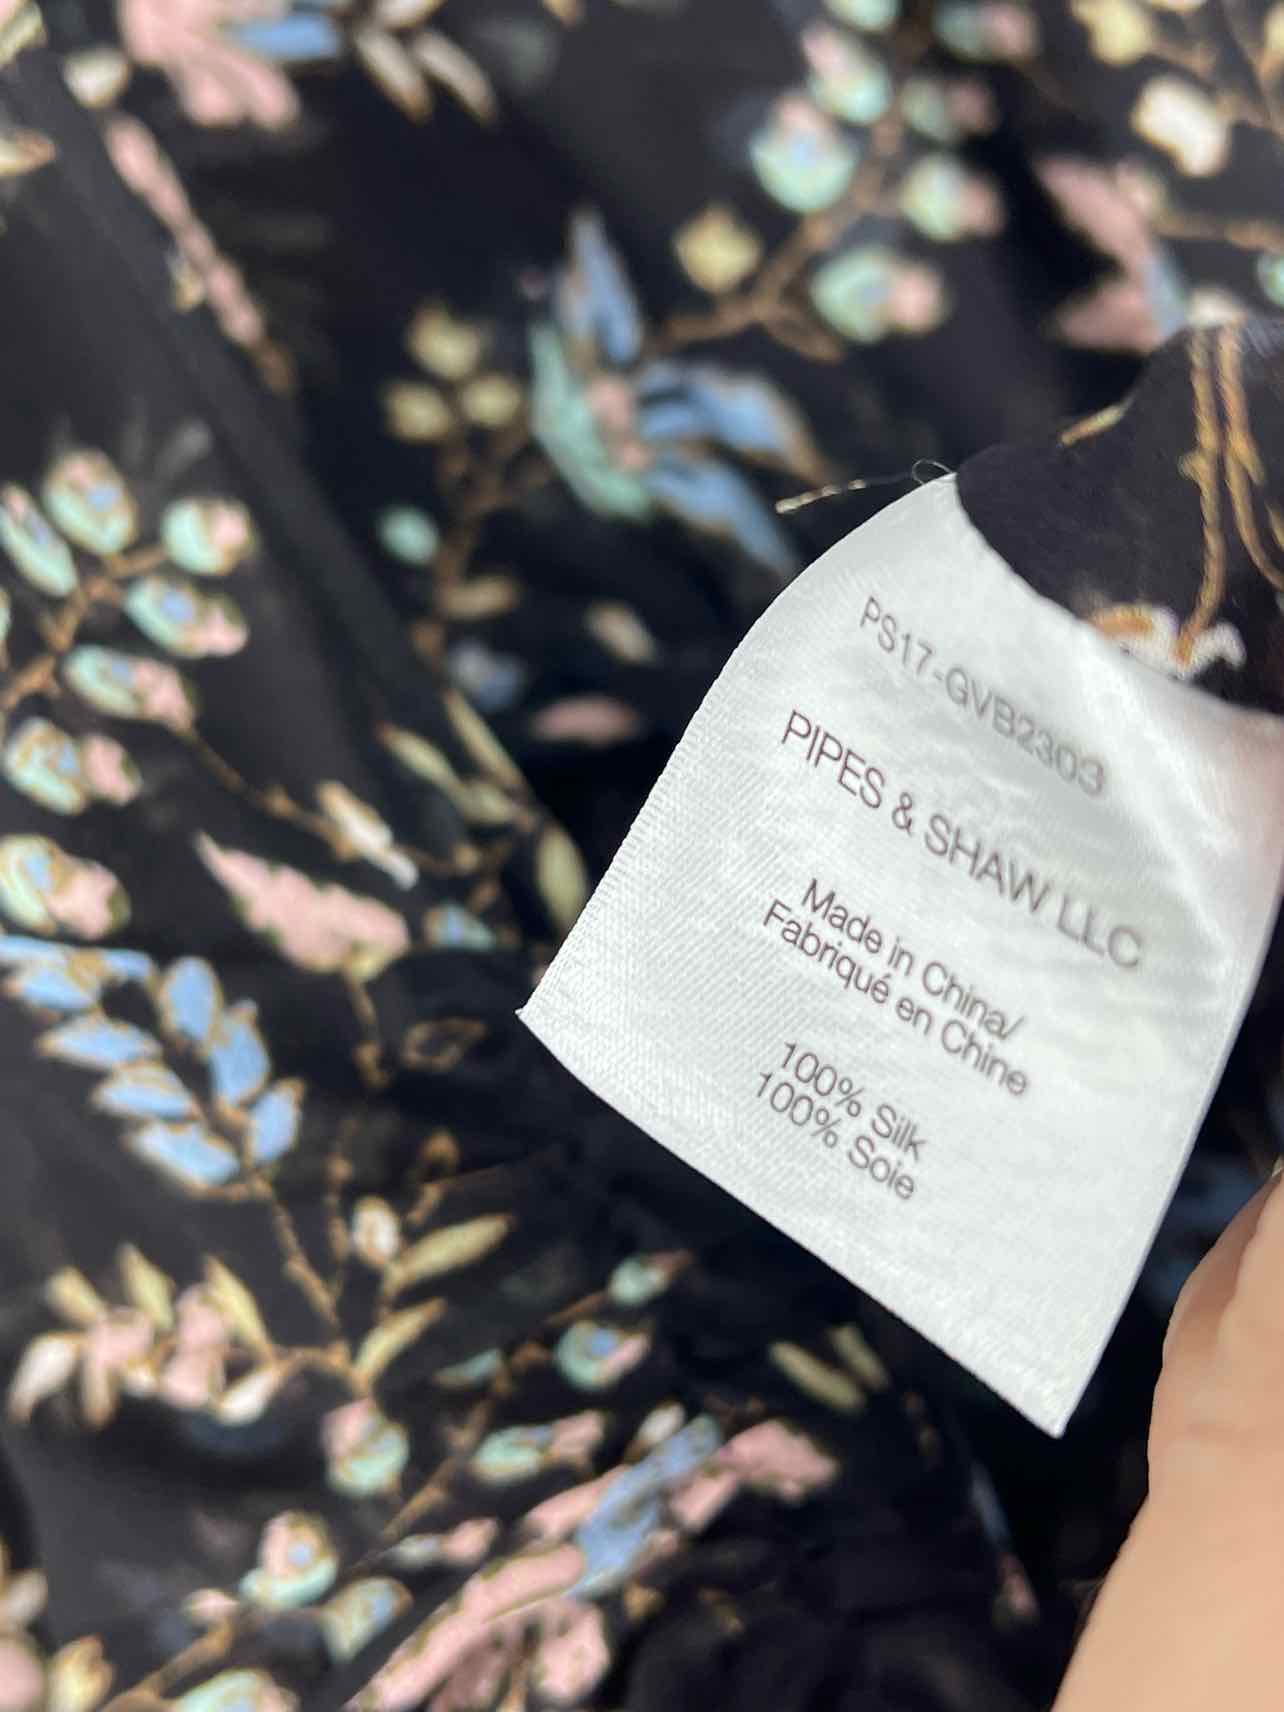 PS17-GVB2303
PIPES & SHAW LLC
Made in China/
Fabriqué en Chine
100% Silk
100% Soie